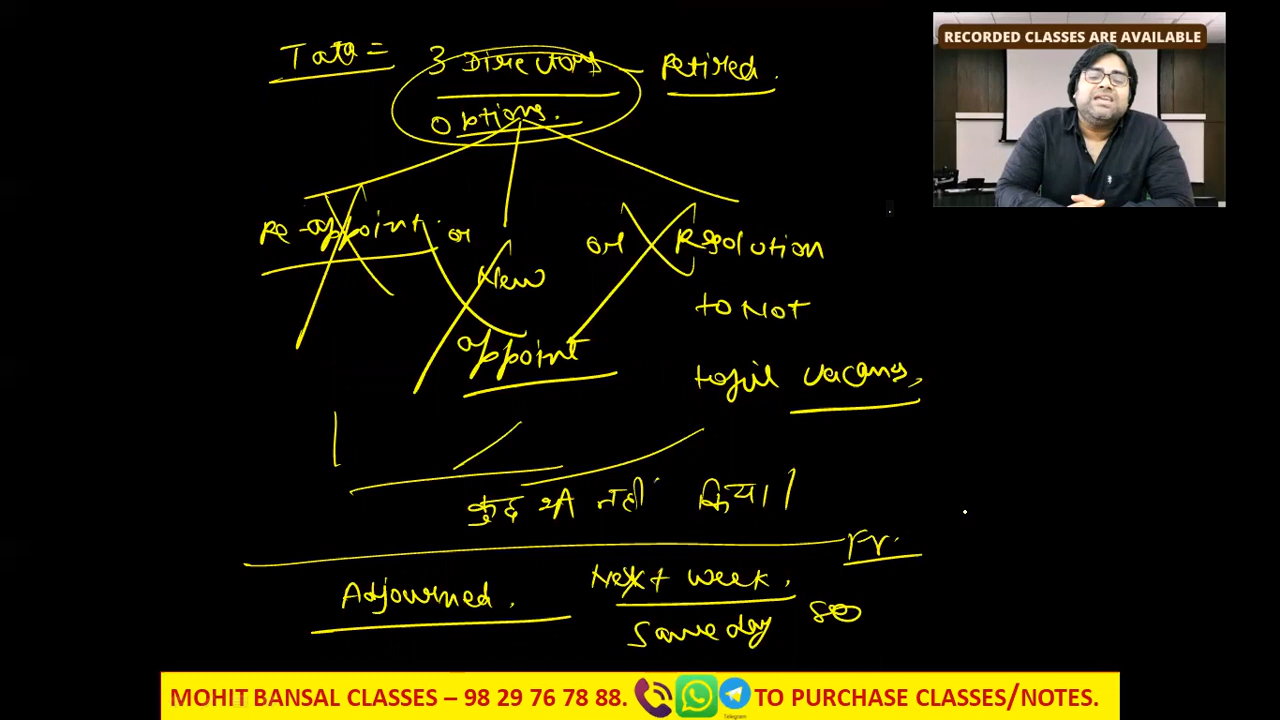 RECORDED CLASSES ARE AVAILABLE
Tata = 3 Directors retired.
options.
Re-appoint. or New or Resolution
appoint to Not
to fill vacancy
कुछ भी नहीं किया।
Fr.
Adjourned. Next week.
Same day
MOHIT BANSAL CLASSES – 98 29 76 78 88. TO PURCHASE CLASSES/NOTES.
Telegram